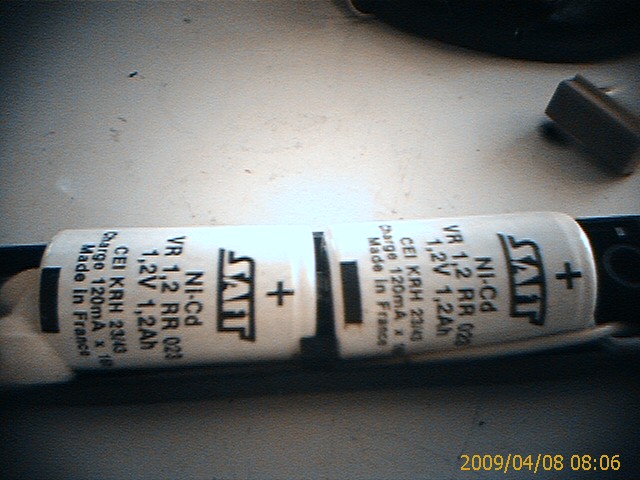 +
SAFT
Ni-Cd
VR 1,2 RR 023
1,2V 1,2Ah
CEI KRH 23/43
Charge 120mA x
Made in France
+
SAFT
Ni-Cd
VR 1,2 RR
1,2V 1,2Ah
CEI KRH 23/43
Charge 120mA x
Made in France
2009/04/08 08:06